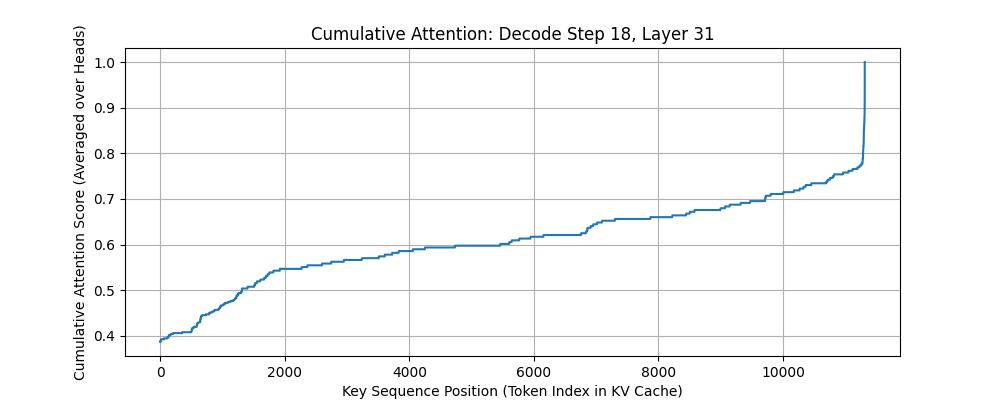 Cumulative Attention: Decode Step 18, Layer 31
Cumulative Attention Score (Averaged over Heads)
1.0
0.9
0.8
0.7
0.6
0.5
0.4
0 2000 4000 6000 8000 10000
Key Sequence Position (Token Index in KV Cache)